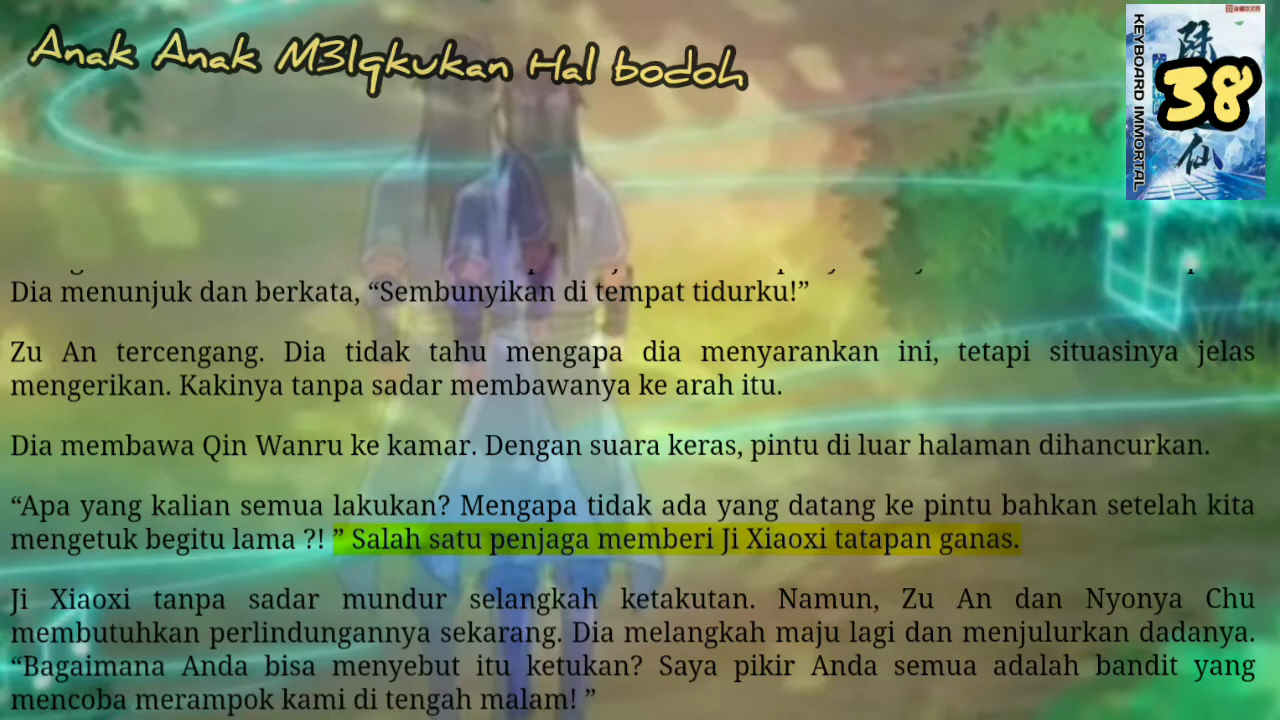 Anak Anak M3lqkukan Hal bodoh
KEYBOARD IMMORTAL
38
仙
Dia menunjuk dan berkata, “Sembunyikan di tempat tidurku!”
Zu An tercengang. Dia tidak tahu mengapa dia menyarankan ini, tetapi situasinya jelas
mengerikan. Kakinya tanpa sadar membawanya ke arah itu.
Dia membawa Qin Wanru ke kamar. Dengan suara keras, pintu di luar halaman dihancurkan.
“Apa yang kalian semua lakukan? Mengapa tidak ada yang datang ke pintu bahkan setelah kita
mengetuk begitu lama ?! ” Salah satu penjaga memberi Ji Xiaoxi tatapan ganas.
Ji Xiaoxi tanpa sadar mundur selangkah ketakutan. Namun, Zu An dan Nyonya Chu
membutuhkan perlindungannya sekarang. Dia melangkah maju lagi dan menjulurkan dadanya.
“Bagaimana Anda bisa menyebut itu ketukan? Saya pikir Anda semua adalah bandit yang
mencoba merampok kami di tengah malam! ”